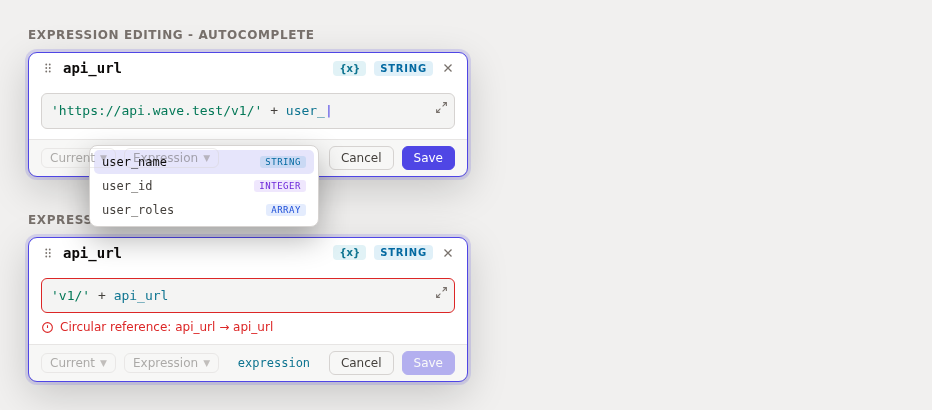 EXPRESSION EDITING - AUTOCOMPLETE
api_url {x} STRING ✕
'https://api.wave.test/v1/' + user_|
Current ▼ Expression ▼ Cancel Save
user_name STRING
user_id INTEGER
user_roles ARRAY
EXPRESS
api_url {x} STRING ✕
'v1/' + api_url
Circular reference: api_url → api_url
Current ▼ Expression ▼ expression Cancel Save